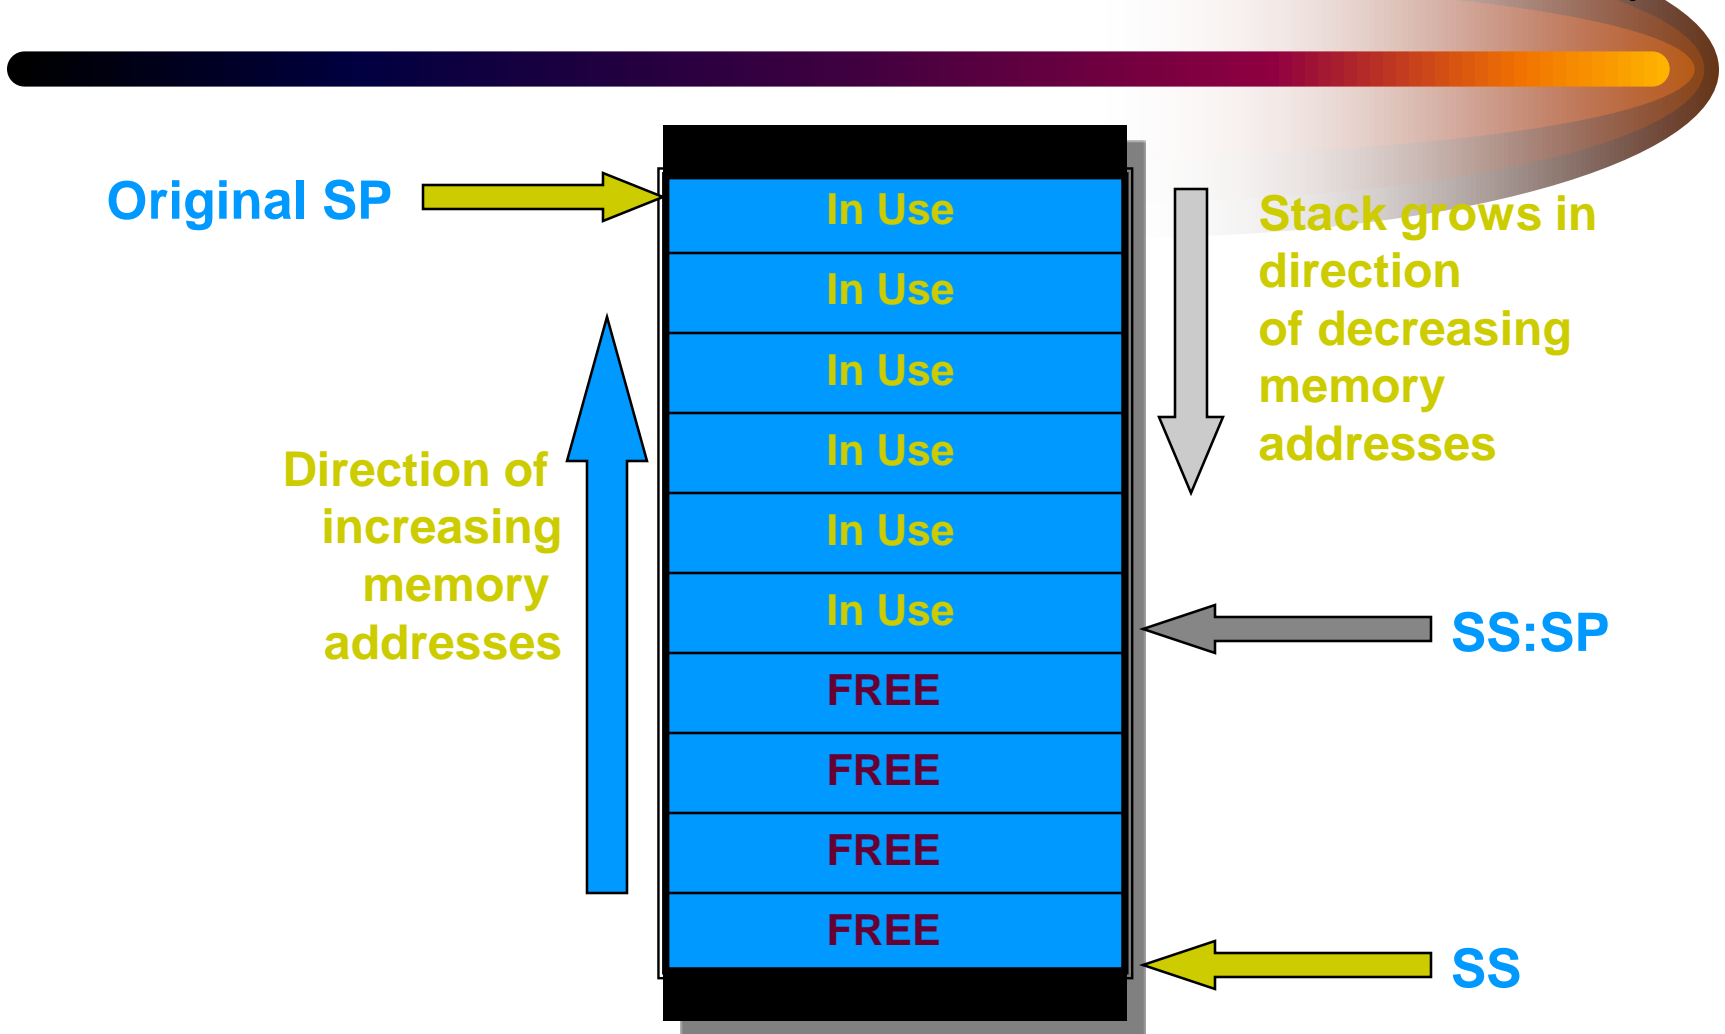 Original SP
In Use
In Use
In Use
In Use
In Use
In Use
FREE
FREE
FREE
FREE
Stack grows in
direction
of decreasing
memory
addresses
Direction of
increasing
memory
addresses
SS:SP
SS